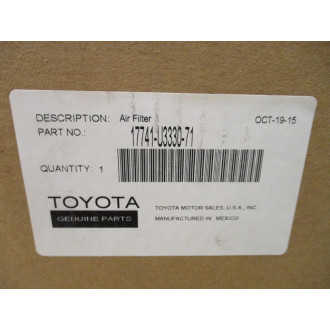 DESCRIPTION: Air Filter OCT-19-15
PART NO.: 17741-U3330-71
QUANTITY: 1
TOYOTA
GENUINE PARTS
TOYOTA MOTOR SALES, U.S.A., INC.
MANUFACTURED IN: MEXICO